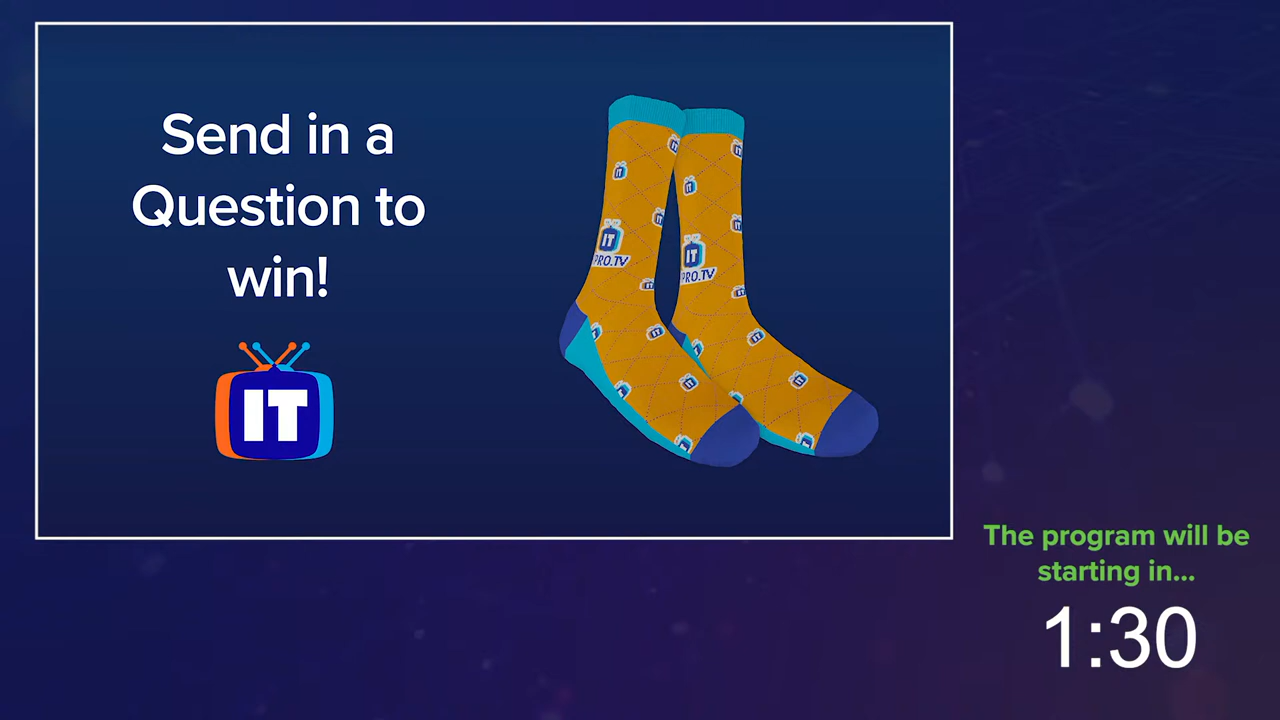 Send in a
Question to
win!
IT
IT
PRO.TV
IT
PRO.TV
The program will be
starting in...
1:30